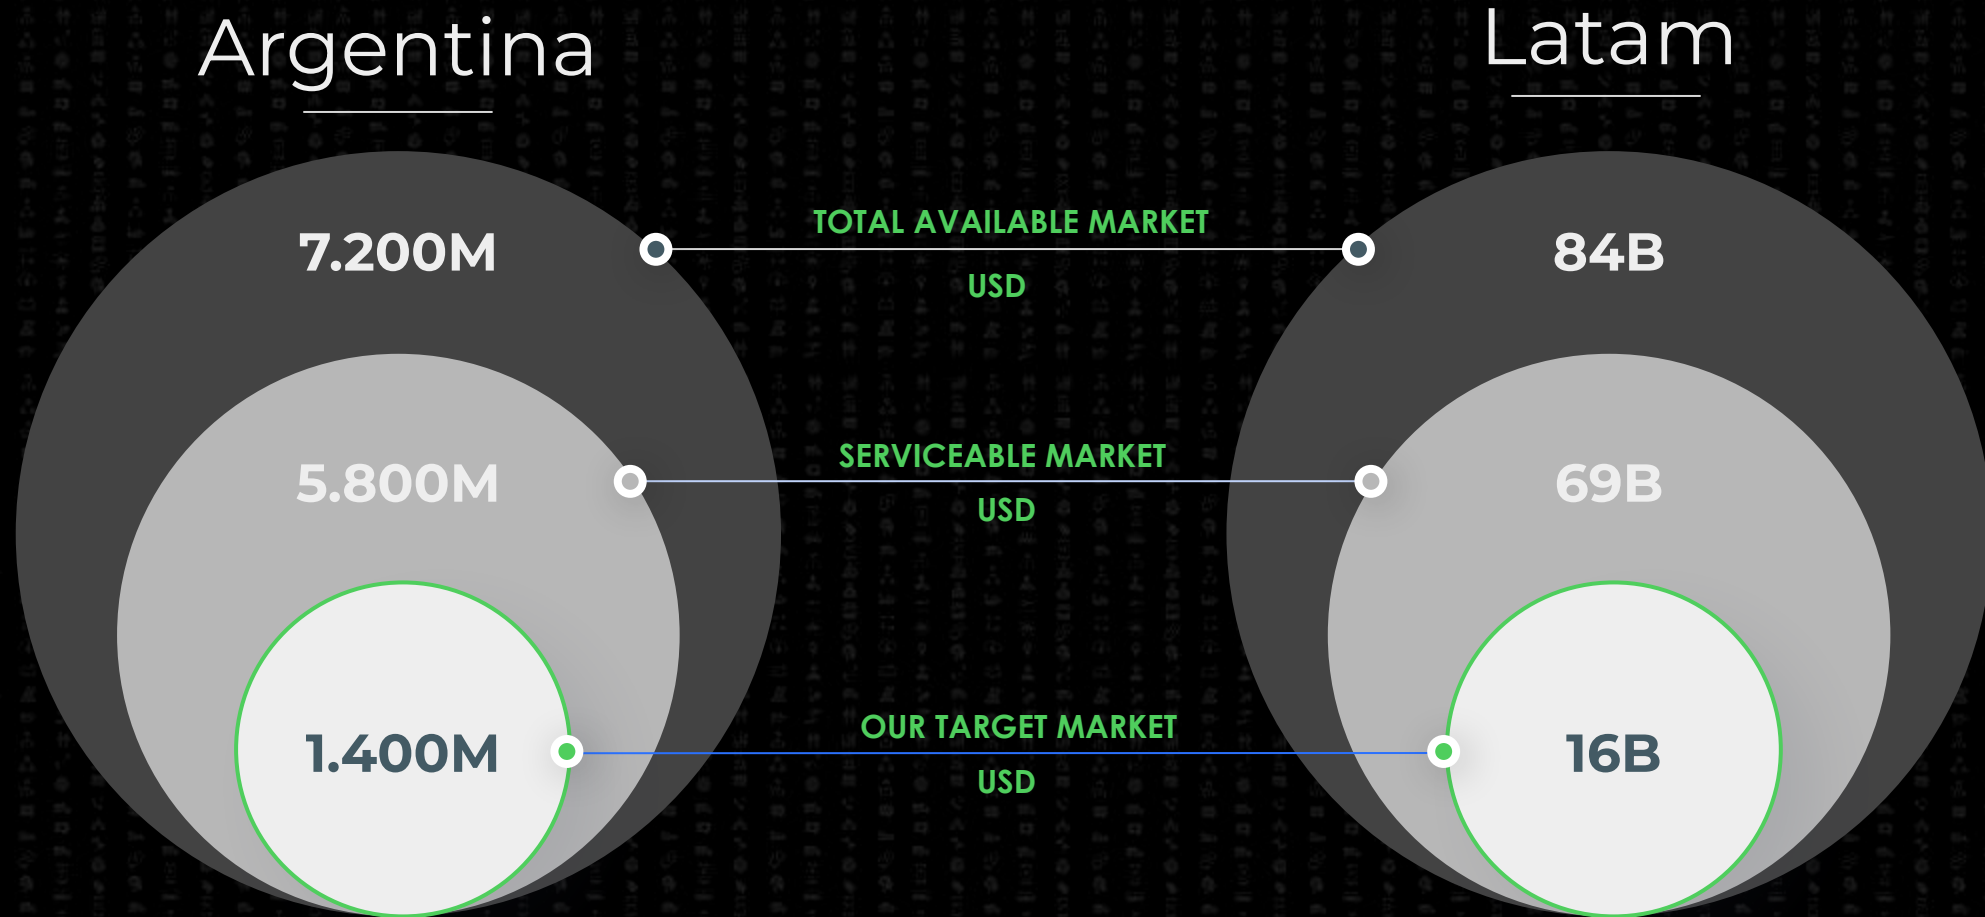 Argentina
Latam
7.200M
TOTAL AVAILABLE MARKET
USD
84B
5.800M
SERVICEABLE MARKET
USD
69B
1.400M
OUR TARGET MARKET
USD
16B